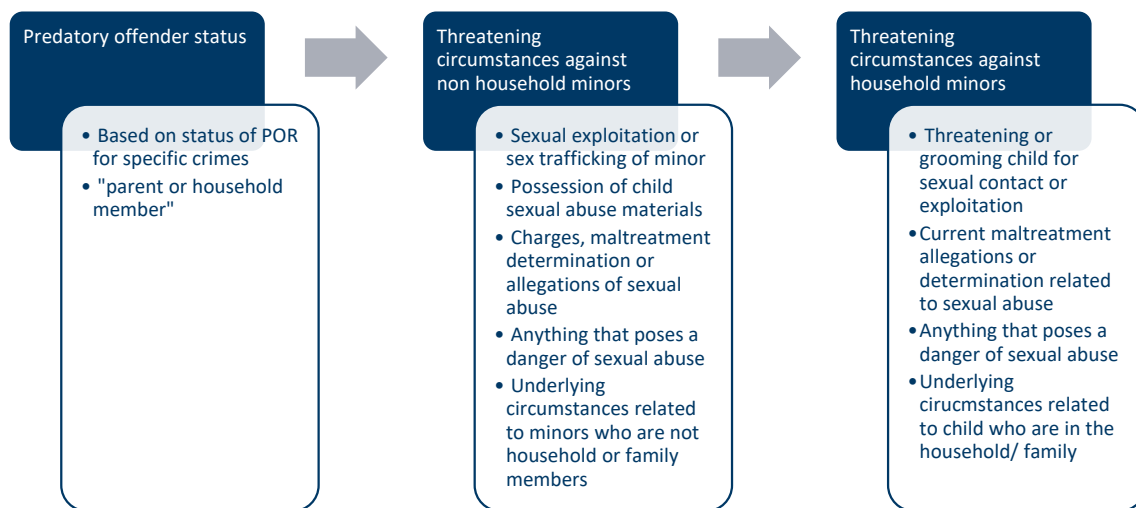 Predatory offender status
• Based on status of POR
for specific crimes
• "parent or household
member"
Threatening
circumstances against
non household minors
• Sexual exploitation or
sex trafficking of minor
• Possession of child
sexual abuse materials
• Charges, maltreatment
determination or
allegations of sexual
abuse
• Anything that poses a
danger of sexual abuse
• Underlying
circumstances related
to minors who are not
household or family
members
Threatening
circumstances against
household minors
• Threatening or
grooming child for
sexual contact or
exploitation
•Current maltreatment
allegations or
determination related
to sexual abuse
•Anything that poses a
danger of sexual abuse
•Underlying
cirucmstances related
to child who are in the
household/ family